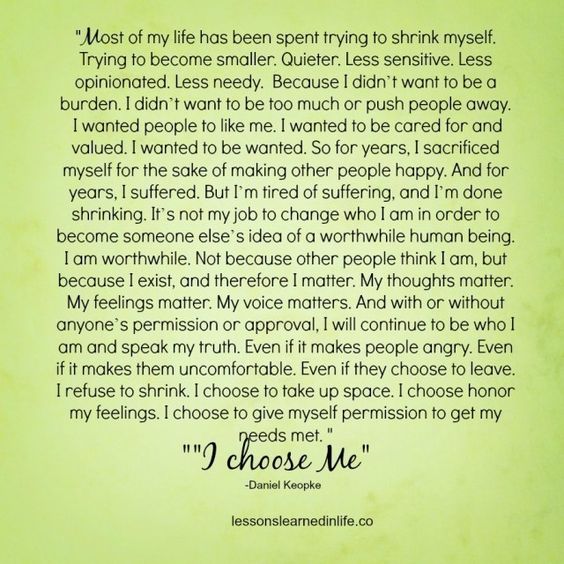 "Most of my life has been spent trying to shrink myself.
Trying to become smaller. Quieter. Less sensitive. Less
opinionated. Less needy.  Because I didn't want to be a
burden. I didn't want to be too much or push people away.
I wanted people to like me. I wanted to be cared for and
valued. I wanted to be wanted. So for years, I sacrificed
myself for the sake of making other people happy. And for
years, I suffered. But I'm tired of suffering, and I'm done
shrinking. It's not my job to change who I am in order to
become someone else's idea of a worthwhile human being.
I am worthwhile. Not because other people think I am, but
because I exist, and therefore I matter. My thoughts matter.
My feelings matter. My voice matters. And with or without
anyone's permission or approval, I will continue to be who I
am and speak my truth. Even if it makes people angry. Even
if it makes them uncomfortable. Even if they choose to leave.
I refuse to shrink. I choose to take up space. I choose honor
my feelings. I choose to give myself permission to get my
needs met. "
""I choose Me"
-Daniel Keopke
lessonslearnedinlife.co